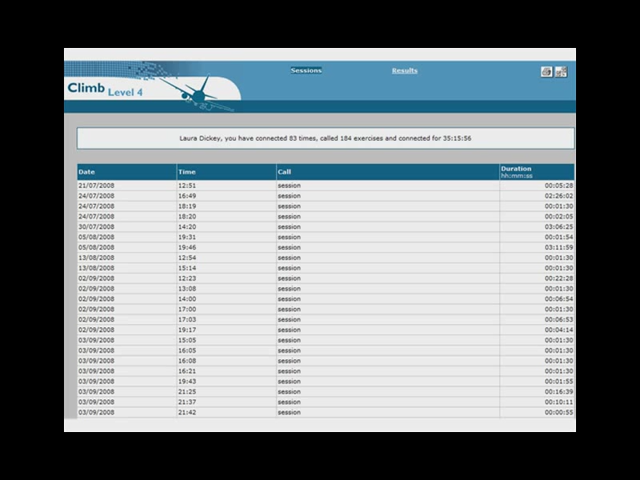 Sessions Results
Climb Level 4
Laura Dickey, you have connected 83 times, called 184 exercises and connected for 35:15:56
Date Time Call Duration
hh:mm:ss
21/07/2008 12:51 session 00:05:28
24/07/2008 16:49 session 02:26:02
24/07/2008 18:19 session 00:01:30
24/07/2008 18:20 session 00:02:05
30/07/2008 14:20 session 03:06:25
05/08/2008 19:31 session 00:01:54
05/08/2008 19:46 session 03:11:59
13/08/2008 12:54 session 00:01:30
13/08/2008 15:14 session 00:01:30
02/09/2008 12:23 session 00:22:28
02/09/2008 13:08 session 00:01:30
02/09/2008 14:00 session 00:06:54
02/09/2008 17:00 session 00:01:30
02/09/2008 17:03 session 00:06:53
02/09/2008 19:17 session 00:04:14
03/09/2008 15:05 session 00:01:30
03/09/2008 16:05 session 00:01:30
03/09/2008 16:08 session 00:01:30
03/09/2008 16:21 session 00:01:30
03/09/2008 19:43 session 00:01:55
03/09/2008 21:25 session 00:16:39
03/09/2008 21:37 session 00:10:11
03/09/2008 21:42 session 00:00:55